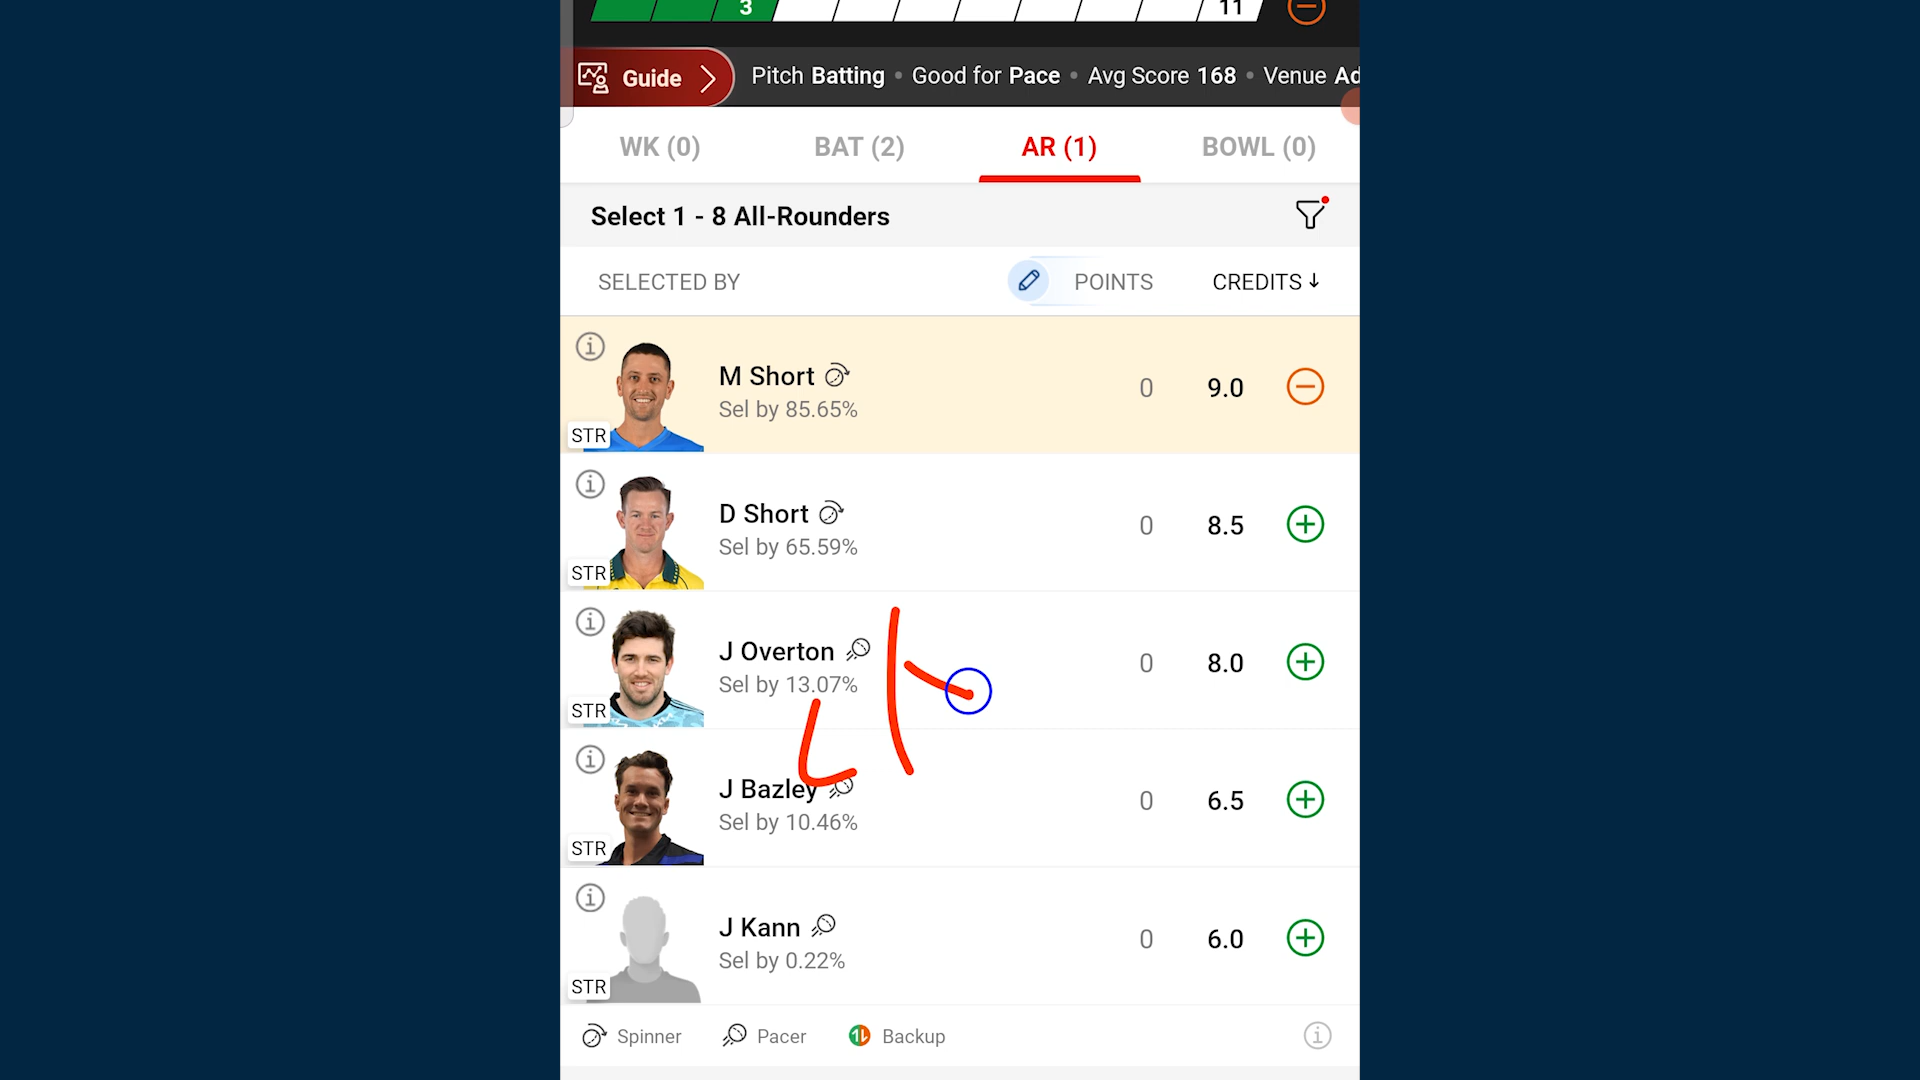 3 11
Guide Pitch Batting • Good for Pace • Avg Score 168 • Venue Ad
WK (0) BAT (2) AR (1) BOWL (0)
Select 1 - 8 All-Rounders
SELECTED BY POINTS CREDITS↓
M Short 0 9.0
Sel by 85.65%
STR
D Short 0 8.5
Sel by 65.59%
STR
J Overton 0 8.0
Sel by 13.07%
STR
J Bazley 0 6.5
Sel by 10.46%
STR
J Kann 0 6.0
Sel by 0.22%
STR
Spinner Pacer Backup